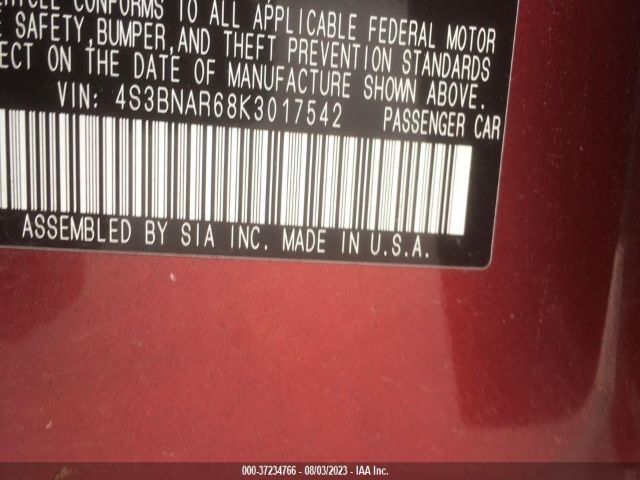 CONFORMS TO ALL APPLICABLE FEDERAL MOTOR
SAFETY, BUMPER, AND THEFT PREVENTION STANDARDS
ECT ON THE DATE OF MANUFACTURE SHOWN ABOVE.
VIN: 4S3BNAR68K3017542 PASSENGER CAR
ASSEMBLED BY SIA INC. MADE IN U.S.A.
000-37234766 - 08/03/2023 - IAA Inc.